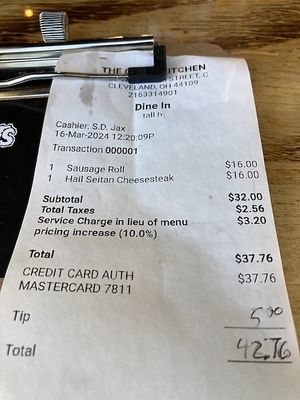 THE KITCHEN
STREET, C
CLEVELAND, OH 44109
2163314901
Dine In
tall b
Cashier: S.D. Jax
16-Mar-2024 12:20:09P
Transaction 000001
1 Sausage Roll $16.00
1 Hail Seitan Cheesesteak $16.00
Subtotal $32.00
Total Taxes $2.56
Service Charge in lieu of menu $3.20
pricing increase (10.0%)
Total $37.76
CREDIT CARD AUTH $37.76
MASTERCARD 7811
Tip 5.00
Total 42.76